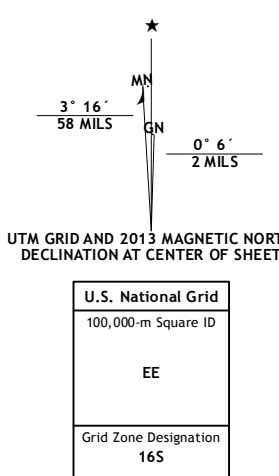 ★
MN
3° 16´
58 MILS
GN
0° 6´
2 MILS
UTM GRID AND 2013 MAGNETIC NORT
DECLINATION AT CENTER OF SHEET
U.S. National Grid
100,000-m Square ID
EE
Grid Zone Designation
16S